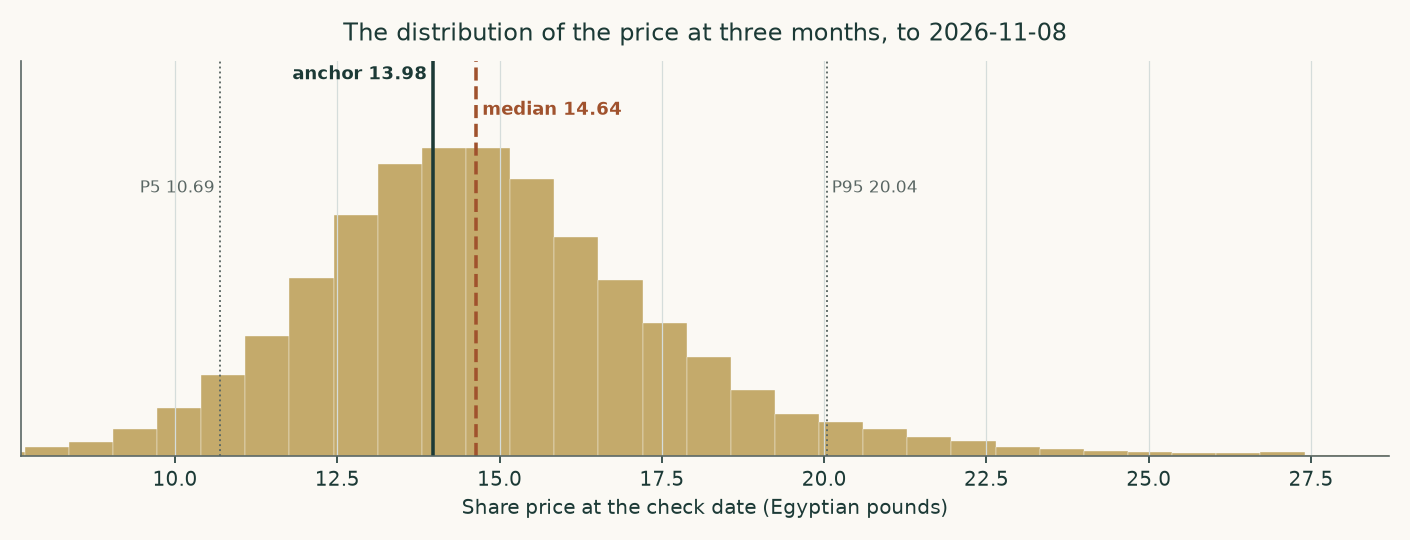 The distribution of the price at three months, to 2026-11-08
anchor 13.98
median 14.64
P5 10.69
P95 20.04
10.0 12.5 15.0 17.5 20.0 22.5 25.0 27.5
Share price at the check date (Egyptian pounds)